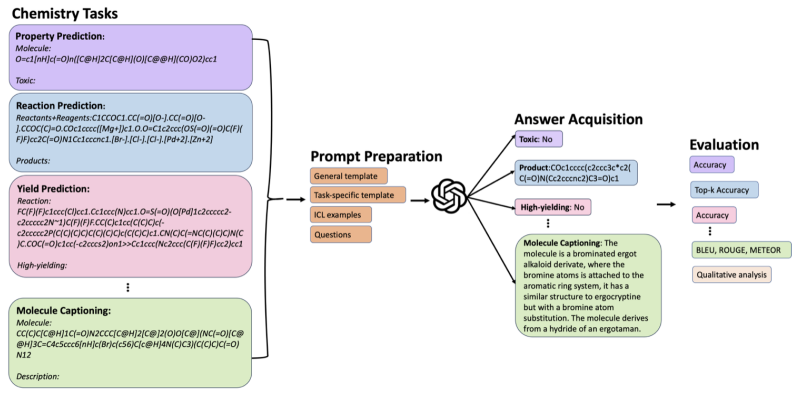 Chemistry Tasks
Property Prediction:
Molecule:
O=c1[nH]c(=O)n([C@H]2C[C@H](O)[C@@H](CO)O2)cc1
Toxic:
Reaction Prediction:
Reactants+Reagents:C1CCOC1.CC(=O)[O-].CC(=O)[O-
].CCOC(C)=O.COc1cccc([Mg+])c1.O.O=C1c2ccc(OS(=O)(=O)C(F)(
F)F)cc2C(=O)N1Cc1cccnc1.[Br-].[Cl-].[Cl-].[Pd+2].[Zn+2]
Products:
Yield Prediction:
Reaction:
FC(F)(F)c1ccc(Cl)cc1.Cc1ccc(N)cc1.O=S(=O)(O[Pd]1c2ccccc2-
c2ccccc2N~1)C(F)(F)F.CC(C)c1cc(C(C)C)c(-
c2ccccc2P(C(C)(C)C)C(C)(C)C)c(C(C)C)c1.CN(C)C(=NC(C)(C)C)N(C
)C.COC(=O)c1cc(-c2cccs2)on1>>Cc1ccc(Nc2ccc(C(F)(F)F)cc2)cc1
High-yielding:
⋮
Molecule Captioning:
Molecule:
CC(C)C[C@H]1C(=O)N2CCC[C@H]2[C@]2(O)O[C@](NC(=O)[C@
@H]3C=C4c5ccc6[nH]c(Br)c(c56)C[c@H]4N(C)C3)(C(C)C)C(=O)
N12
Description:
Prompt Preparation
General template
Task-specific template
ICL examples
Questions
Answer Acquisition
Toxic: No
Product:COc1cccc(c2ccc3c*c2(
C(=O)N(Cc2cccnc2)C3=O)c1
High-yielding: No
⋮
Molecule Captioning: The
molecule is a brominated ergot
alkaloid derivate, where the
bromine atoms is attached to the
aromatic ring system, it has a
similar structure to ergocryptine
but with a bromine atom
substitution. The molecule derives
from a hydride of an ergotaman.
Evaluation
Accuracy
Top-k Accuracy
Accuracy
⋮
BLEU, ROUGE, METEOR
Qualitative analysis